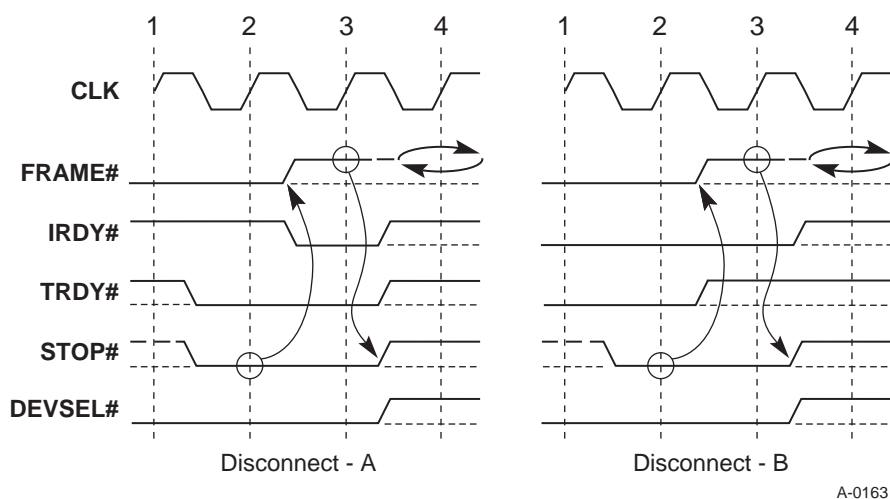 1 2 3 4 1 2 3 4
CLK
FRAME#
IRDY#
TRDY#
STOP#
DEVSEL#
Disconnect - A Disconnect - B
A-0163